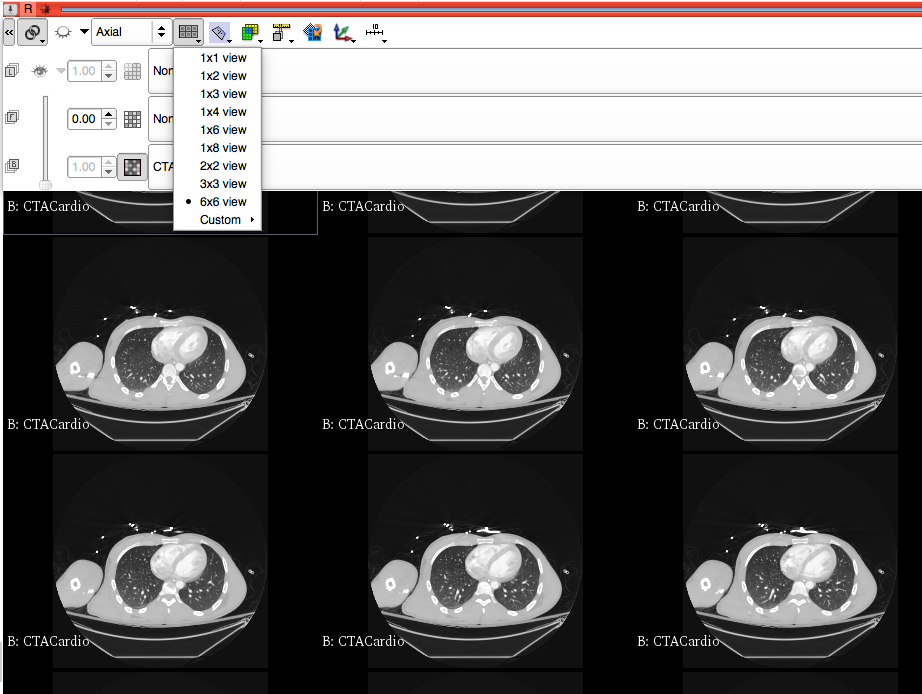 R
Axial
IO
L 1.00 Non
F 0.00 Non
B 1.00 CTA
1x1 view
1x2 view
1x3 view
1x4 view
1x6 view
1x8 view
2x2 view
3x3 view
6x6 view
Custom
B: CTACardio B: CTACardio B: CTACardio
B: CTACardio B: CTACardio B: CTACardio
B: CTACardio B: CTACardio B: CTACardio